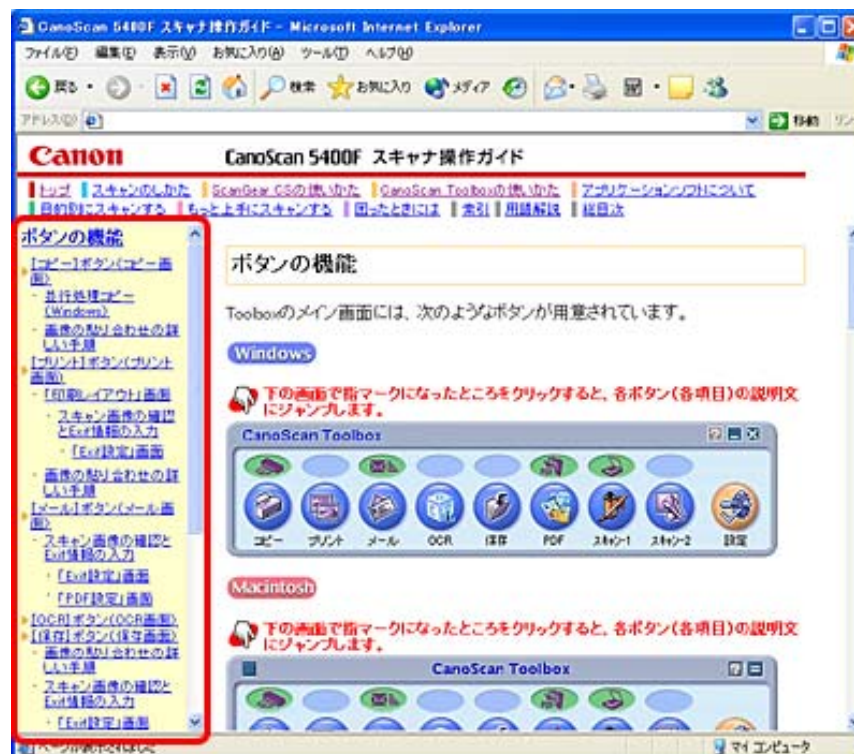 CanoScan 5400F スキャナ操作ガイド - Microsoft Internet Explorer
ファイル(F) 編集(E) 表示(V) お気に入り(A) ツール(T) ヘルプ(H)
戻る 検索 お気に入り メディア
アドレス(D) 移動 リン
Canon CanoScan 5400F スキャナ操作ガイド
トップ スキャンのしかた ScanGear CSの使いかた CanoScan Toolboxの使いかた アプリケーションソフトについて
目的別にスキャンする もっと上手にスキャンする 困ったときには 索引 用語解説 総目次
ボタンの機能
[コピー]ボタン(コピー画
面)
並行処理コピー
(Windows)
画像の貼り合わせの詳
しい手順
[プリント]ボタン(プリント
画面)
「印刷レイアウト」画面
スキャン画像の確認
とExif情報の入力
「Exif設定」画面
画像の貼り合わせの詳
しい手順
[メール]ボタン(メール画
面)
スキャン画像の確認と
Exif情報の入力
「Exif設定」画面
「PDF設定」画面
[OCR]ボタン(OCR画面)
[保存]ボタン(保存画面)
画像の貼り合わせの詳
しい手順
スキャン画像の確認と
Exif情報の入力
「Exif設定」画面
ボタンの機能
Toolboxのメイン画面には、次のようなボタンが用意されています。
Windows
下の画面で指マークになったところをクリックすると、各ボタン(各項目)の説明文
にジャンプします。
CanoScan Toolbox
コピー プリント メール OCR 保存 PDF スキャン-1 スキャン-2 設定
Macintosh
下の画面で指マークになったところをクリックすると、各ボタン(各項目)の説明文
にジャンプします。
CanoScan Toolbox
ページが表示されました マイ コンピュータ